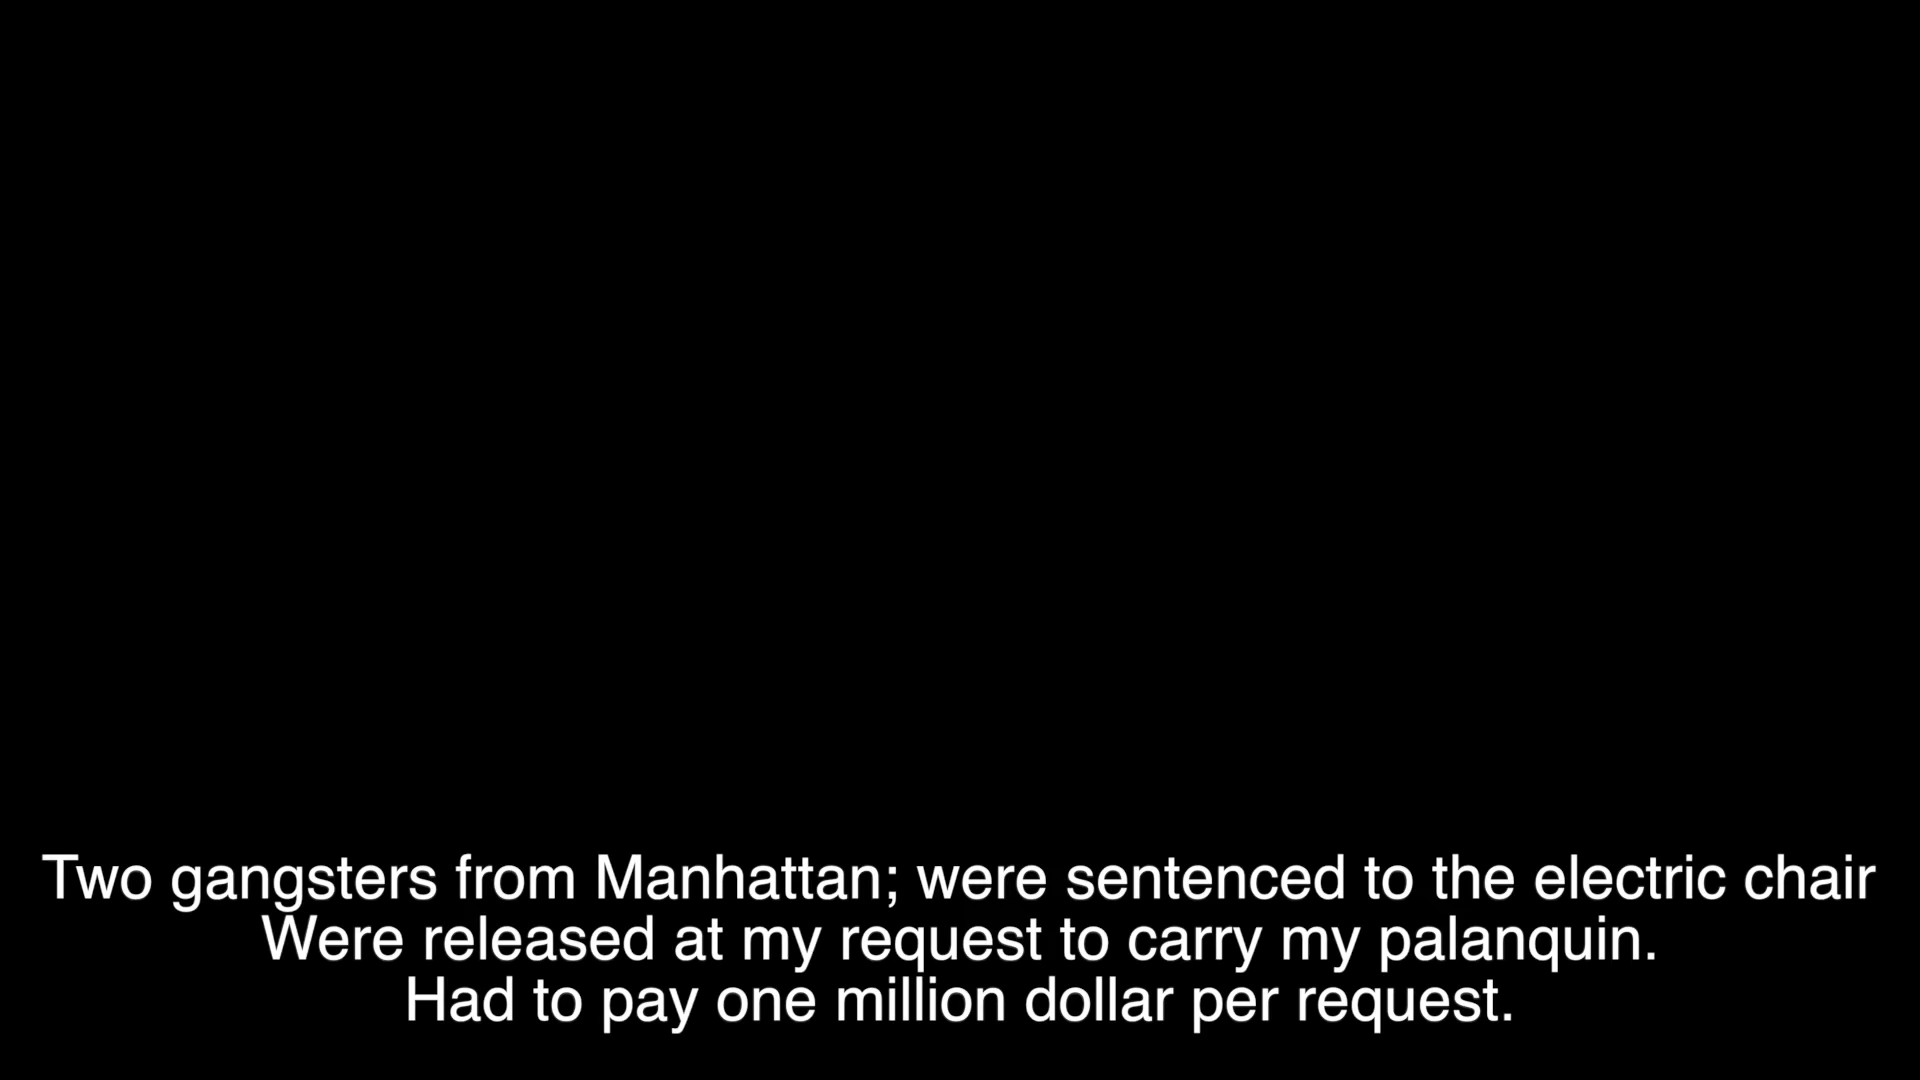 Two gangsters from Manhattan; were sentenced to the electric chair
Were released at my request to carry my palanquin.
Had to pay one million dollar per request.